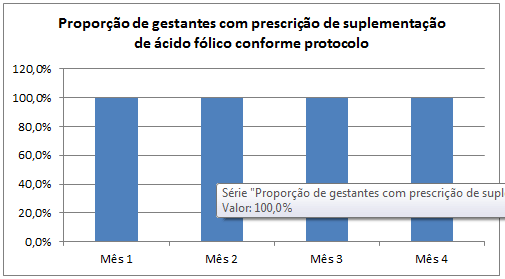 Proporção de gestantes com prescrição de suplementação
de ácido fólico conforme protocolo
120,0%
100,0%
80,0%
60,0%
40,0%
20,0%
0,0%
Série "Proporção de gestantes com prescrição de supl
Valor: 100,0%
Mês 1 Mês 2 Mês 3 Mês 4